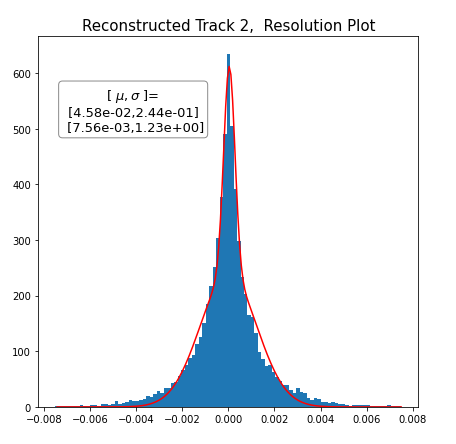 Reconstructed Track 2,  Resolution Plot
600
500
400
300
200
100
0
[ μ, σ ]=
[4.58e-02,2.44e-01]
[7.56e-03,1.23e+00]
−0.008 −0.006 −0.004 −0.002 0.000 0.002 0.004 0.006 0.008